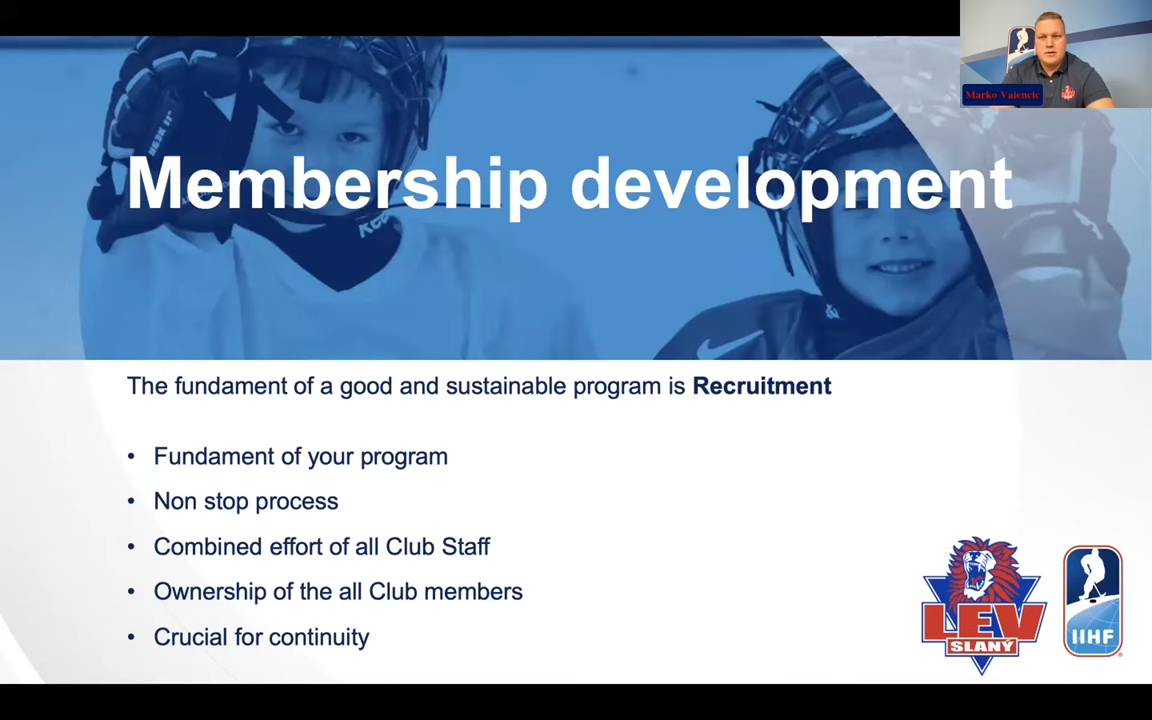 Marko Valencic
Membership development
The fundament of a good and sustainable program is Recruitment
• Fundament of your program
• Non stop process
• Combined effort of all Club Staff
• Ownership of the all Club members
• Crucial for continuity
LEV
SLANÝ
IIHF